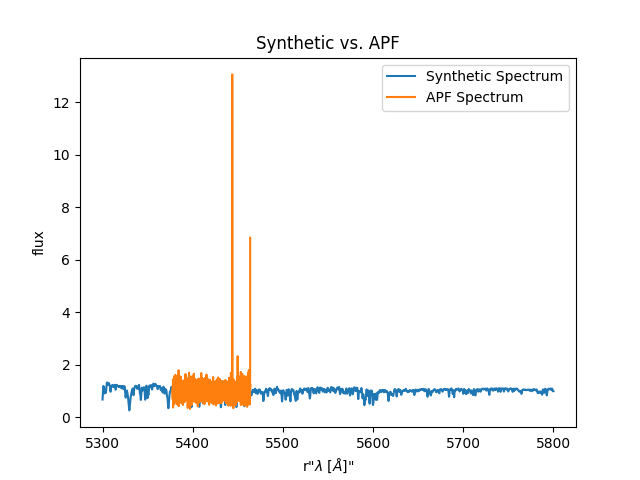 Synthetic vs. APF
Synthetic Spectrum
APF Spectrum
flux
12
10
8
6
4
2
0
5300 5400 5500 5600 5700 5800
r"λ [Å]"